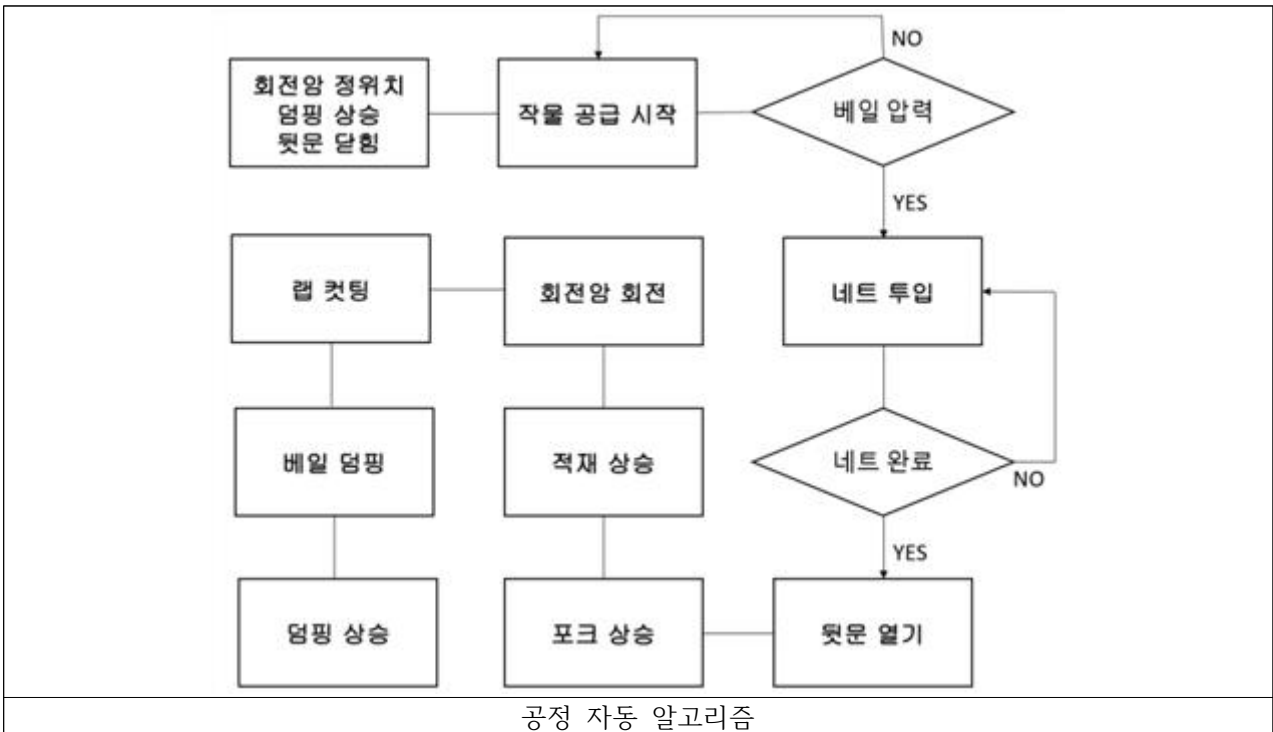 NO
회전암 정위치
덤핑 상승
뒷문 닫힘
작물 공급 시작
베일 압력
YES
랩 컷팅
회전암 회전
네트 투입
베일 덤핑
적재 상승
네트 완료
NO
YES
덤핑 상승
포크 상승
뒷문 열기
공정 자동 알고리즘